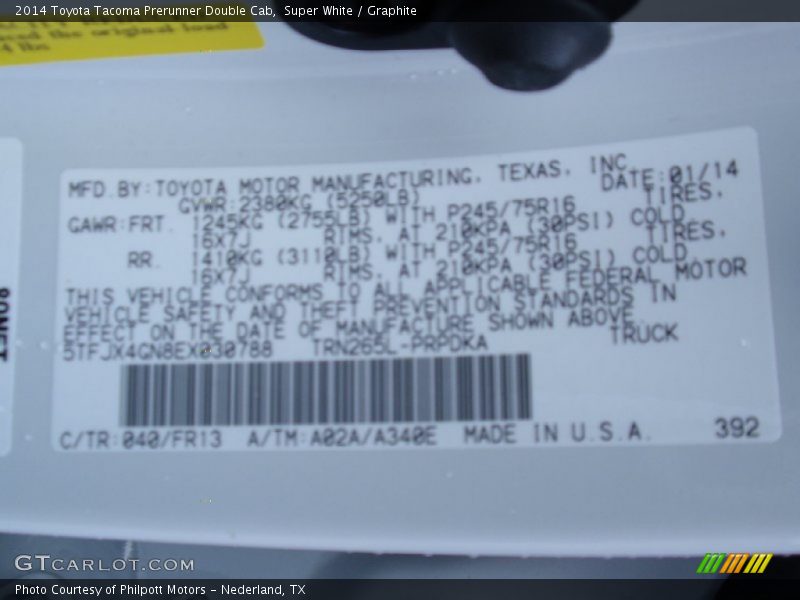 2014 Toyota Tacoma Prerunner Double Cab, Super White / Graphite
MFD.BY:TOYOTA MOTOR MANUFACTURING, TEXAS, INC.
DATE:01/14
GVWR:2380KG (5250LB)
GAWR:FRT. 1245KG (2755LB) WITH P245/75R16 TIRES,
16x7J RIMS, AT 210KPA (30PSI) COLD.
RR. 1410KG (3110LB) WITH P245/75R16 TIRES,
16x7J RIMS, AT 210KPA (30PSI) COLD.
THIS VEHICLE CONFORMS TO ALL APPLICABLE FEDERAL MOTOR
VEHICLE SAFETY AND THEFT PREVENTION STANDARDS IN
EFFECT ON THE DATE OF MANUFACTURE SHOWN ABOVE.
5TFJX4GN8EX030788 TRN265L-PRPDKA TRUCK
C/TR:040/FR13 A/TM:A02A/A340E MADE IN U.S.A. 392
GTCARLOT.COM
Photo Courtesy of Philpott Motors - Nederland, TX